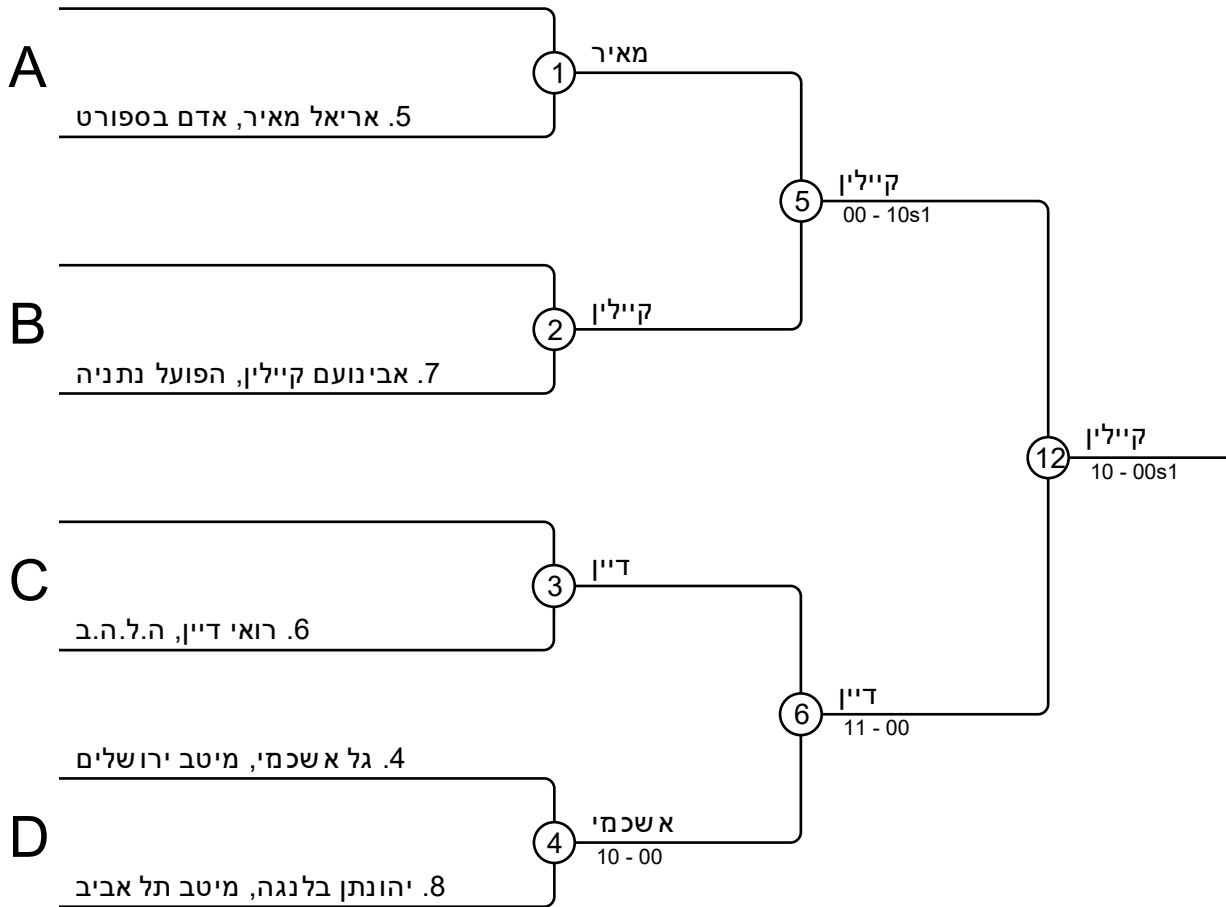 A
1
מאיר
5. אריאל מאיר, אדם בספורט
5
קיילין
00 - 10s1
B
2
קיילין
7. אבינועם קיילין, הפועל נתניה
12
קיילין
10 - 00s1
C
3
דיין
6. רואי דיין, ה.ל.ה.ב
6
דיין
11 - 00
4. גל אשכנזי, מיטב ירושלים
D
4
אשכנזי
10 - 00
8. יהונתן בלנגה, מיטב תל אביב